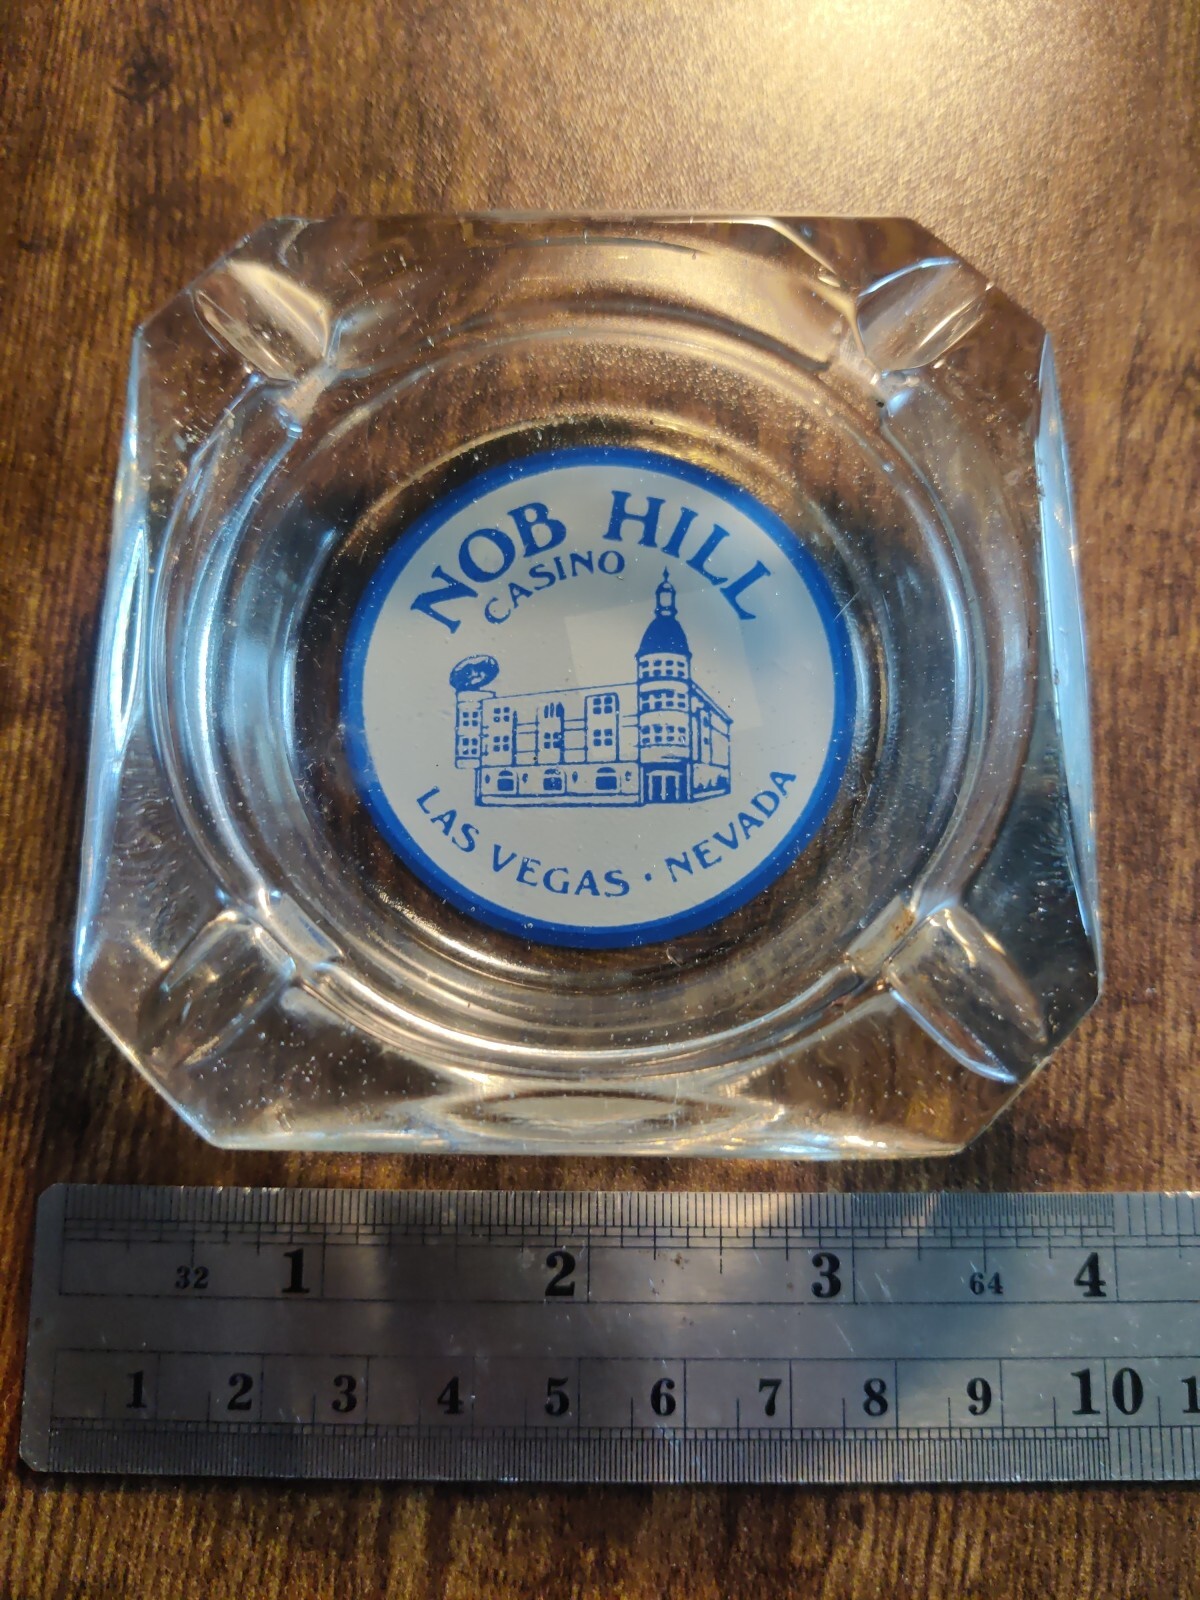 NOB HILL
CASINO
LAS VEGAS · NEVADA
32 1 2 3 64 4
1 2 3 4 5 6 7 8 9 10 1